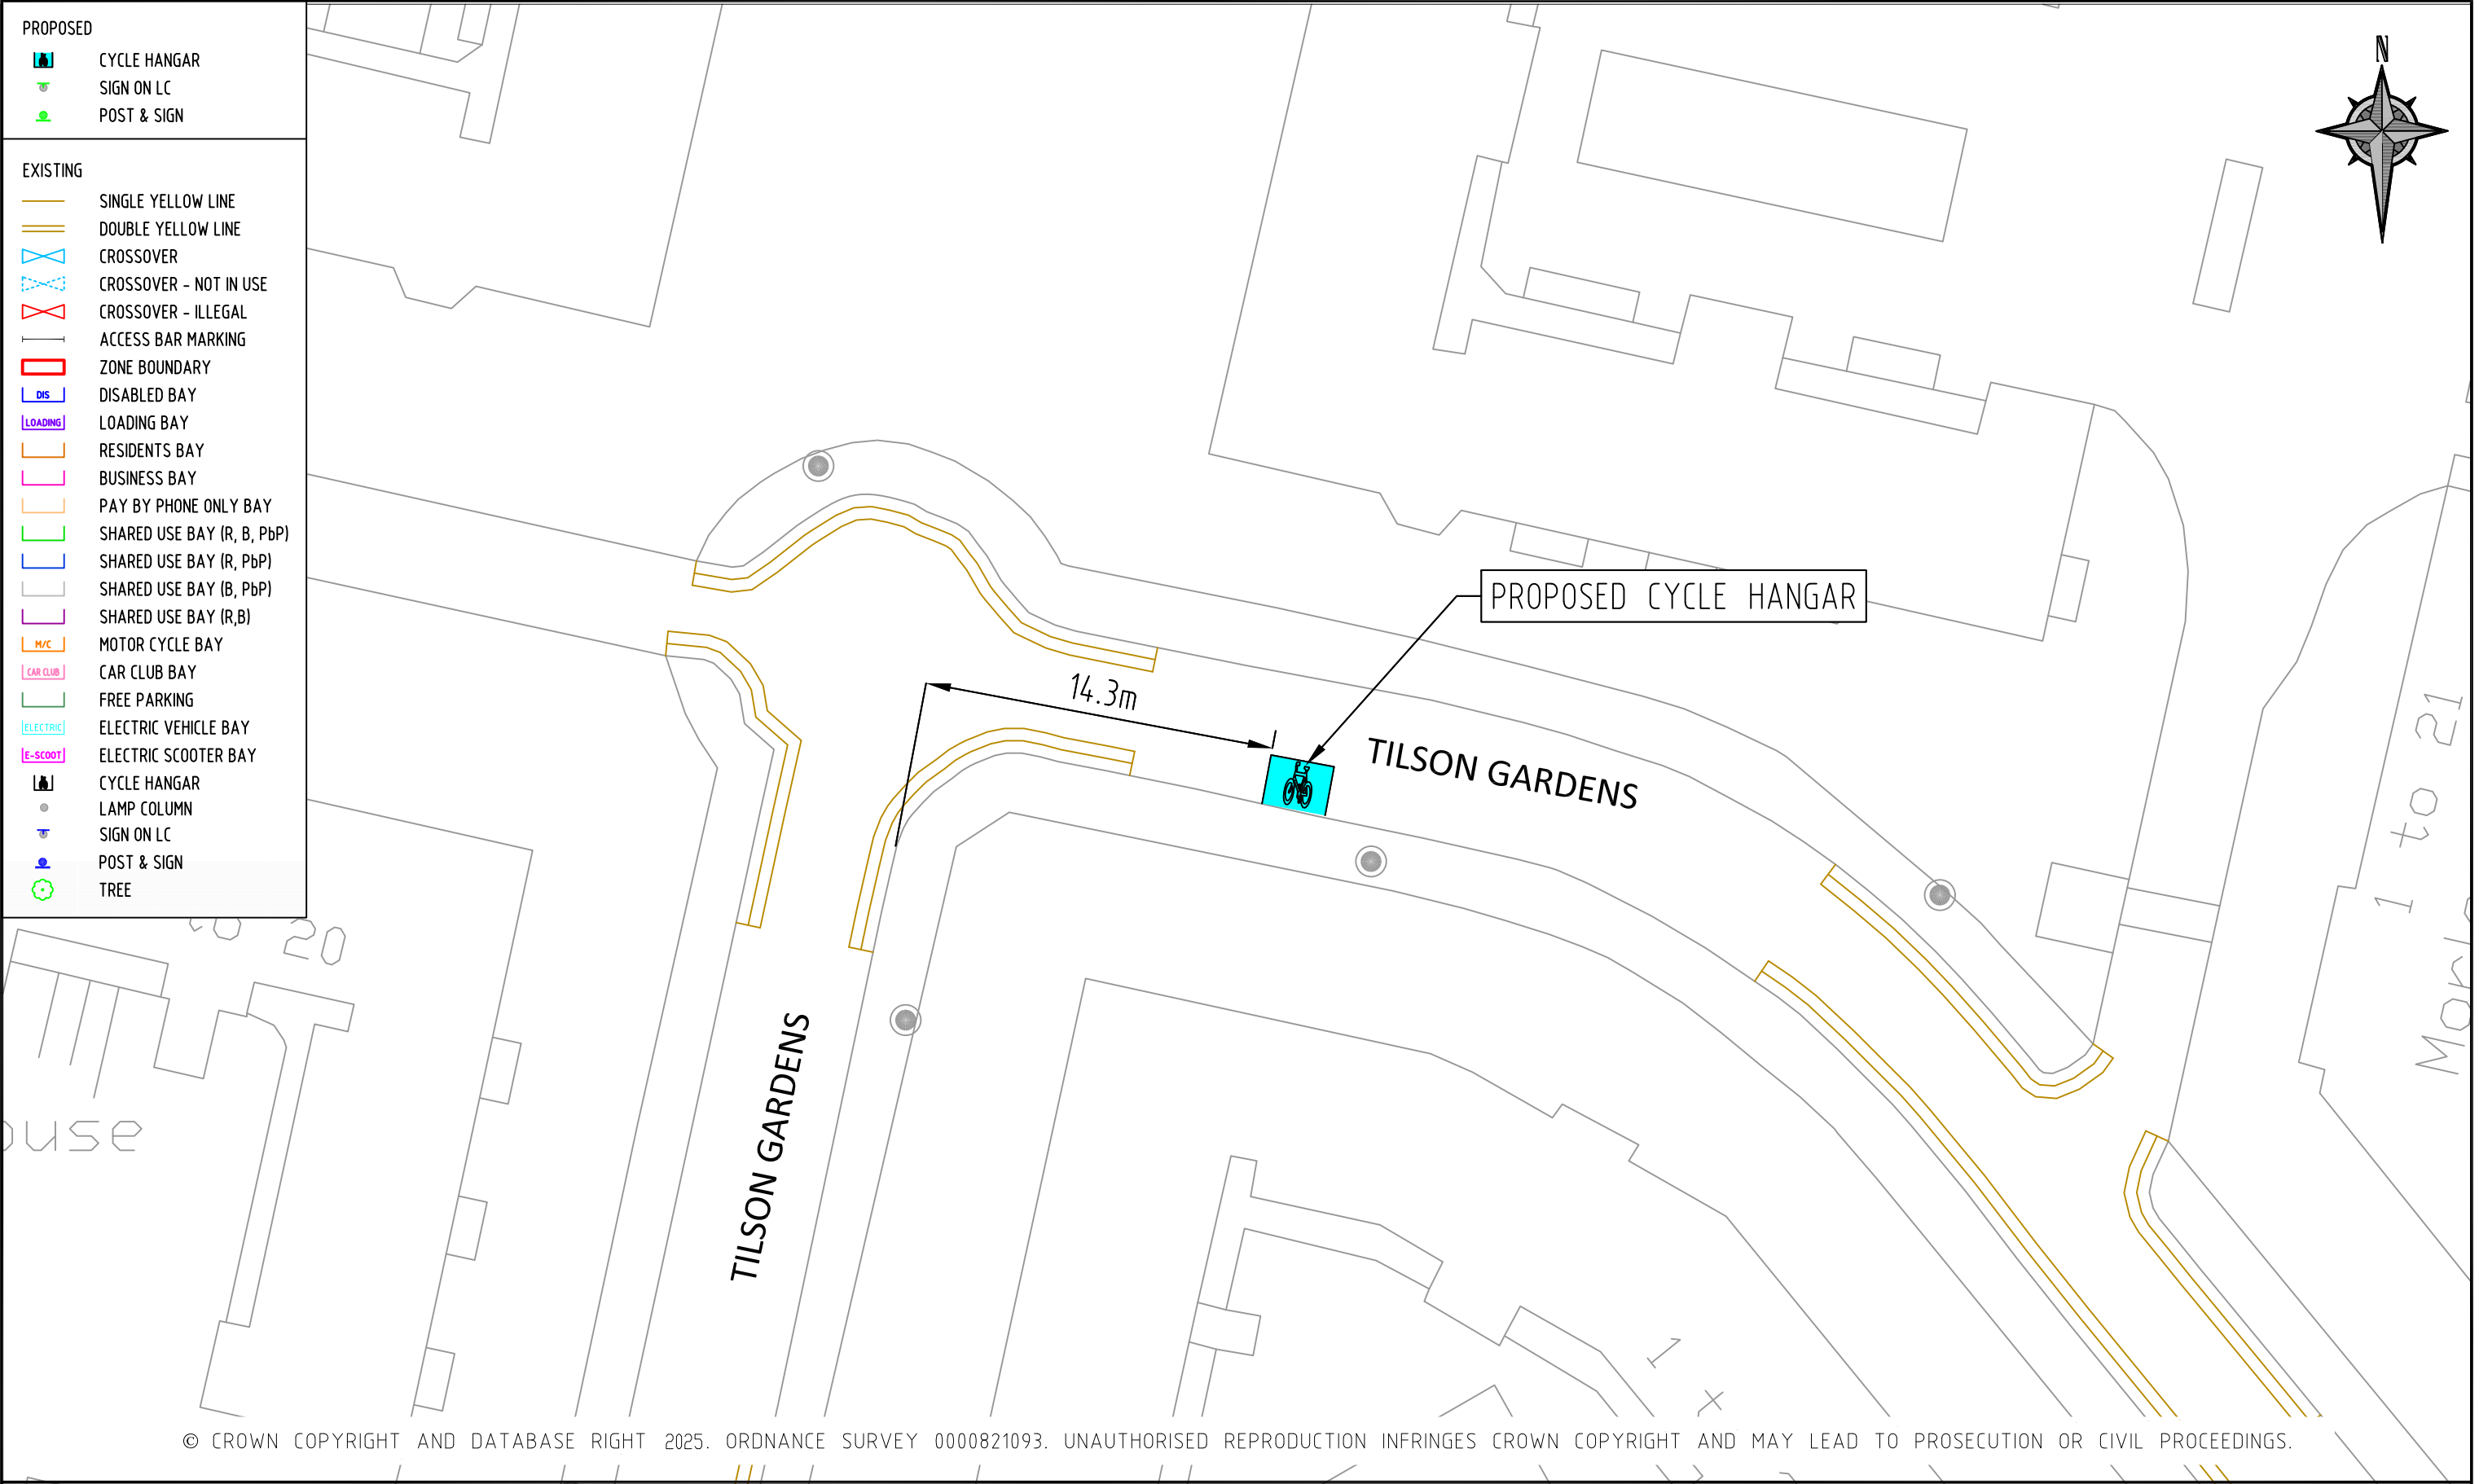 PROPOSED
CYCLE HANGAR
SIGN ON LC
POST & SIGN
EXISTING
SINGLE YELLOW LINE
DOUBLE YELLOW LINE
CROSSOVER
CROSSOVER - NOT IN USE
CROSSOVER - ILLEGAL
ACCESS BAR MARKING
ZONE BOUNDARY
DIS DISABLED BAY
LOADING LOADING BAY
RESIDENTS BAY
BUSINESS BAY
PAY BY PHONE ONLY BAY
SHARED USE BAY (R, B, PbP)
SHARED USE BAY (R, PbP)
SHARED USE BAY (B, PbP)
SHARED USE BAY (R,B)
M/C MOTOR CYCLE BAY
CAR CLUB CAR CLUB BAY
FREE PARKING
ELECTRIC ELECTRIC VEHICLE BAY
E-SCOOT ELECTRIC SCOOTER BAY
CYCLE HANGAR
LAMP COLUMN
SIGN ON LC
POST & SIGN
TREE
N
PROPOSED CYCLE HANGAR
14.3m
TILSON GARDENS
TILSON GARDENS
1 to 21
20
ouse
1
© CROWN COPYRIGHT AND DATABASE RIGHT 2025. ORDNANCE SURVEY 0000821093. UNAUTHORISED REPRODUCTION INFRINGES CROWN COPYRIGHT AND MAY LEAD TO PROSECUTION OR CIVIL PROCEEDINGS.